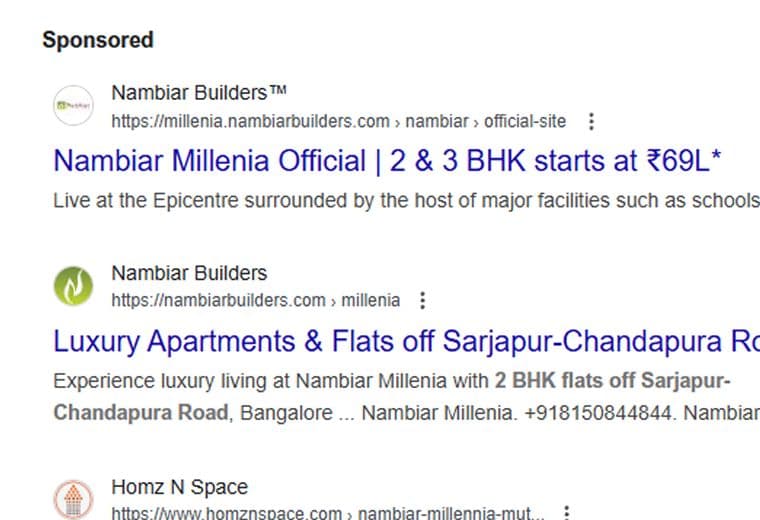 Sponsored
Nambiar Builders™
https://millenia.nambiarbuilders.com › nambiar › official-site
Nambiar Millenia Official | 2 & 3 BHK starts at ₹69L*
Live at the Epicentre surrounded by the host of major facilities such as schools
Nambiar Builders
https://nambiarbuilders.com › millenia
Luxury Apartments & Flats off Sarjapur-Chandapura Ro
Experience luxury living at Nambiar Millenia with 2 BHK flats off Sarjapur-
Chandapura Road, Bangalore ... Nambiar Millenia. +918150844844. Nambiar
Homz N Space
https://www.homznspace.com › nambiar-millennia-mut...